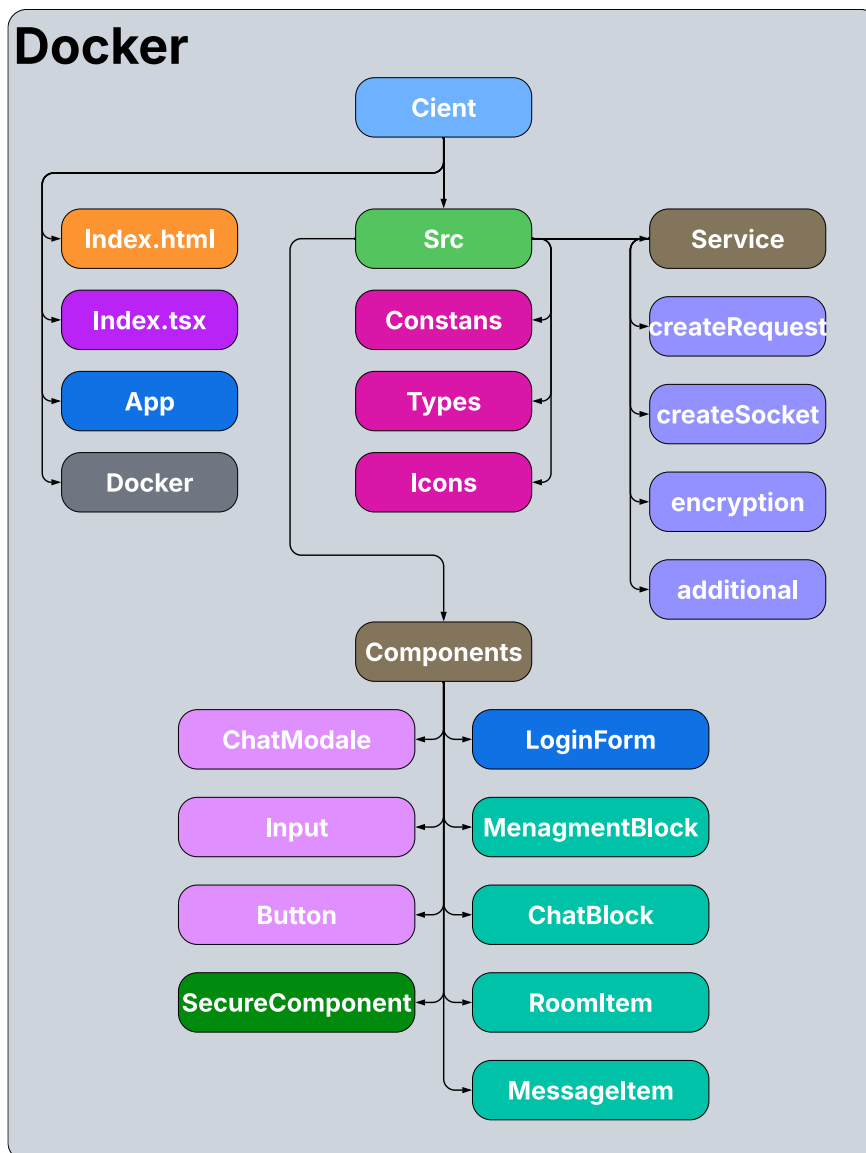 Docker
Cient
Index.html
Src
Service
Index.tsx
Constans
createRequest
App
Types
createSocket
Docker
Icons
encryption
additional
Components
ChatModale
LoginForm
Input
MenagmentBlock
Button
ChatBlock
SecureComponent
RoomItem
MessageItem